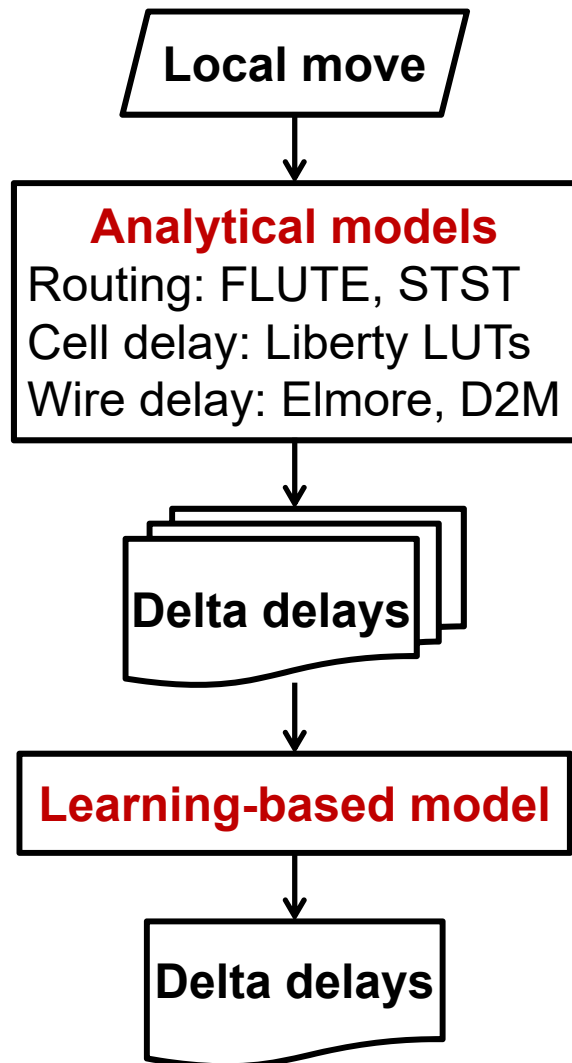 Local move
Analytical models
Routing: FLUTE, STST
Cell delay: Liberty LUTs
Wire delay: Elmore, D2M
Delta delays
Learning-based model
Delta delays